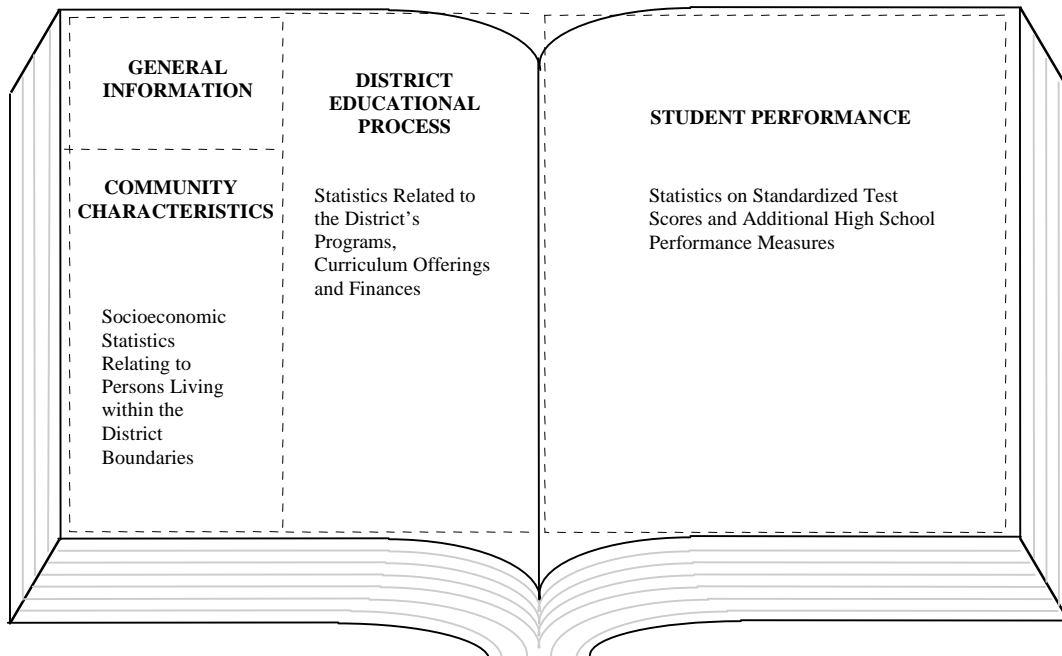 GENERAL
INFORMATION
COMMUNITY
CHARACTERISTICS
Socioeconomic
Statistics
Relating to
Persons Living
within the
District
Boundaries
DISTRICT
EDUCATIONAL
PROCESS
Statistics Related to
the District’s
Programs,
Curriculum Offerings
and Finances
STUDENT PERFORMANCE
Statistics on Standardized Test
Scores and Additional High School
Performance Measures